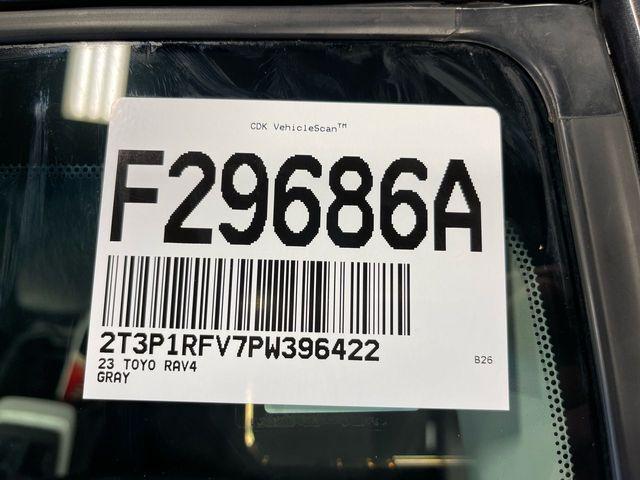 CDK VehicleScan™
F29686A
2T3P1RFV7PW396422
23 TOYO RAV4
GRAY
B26